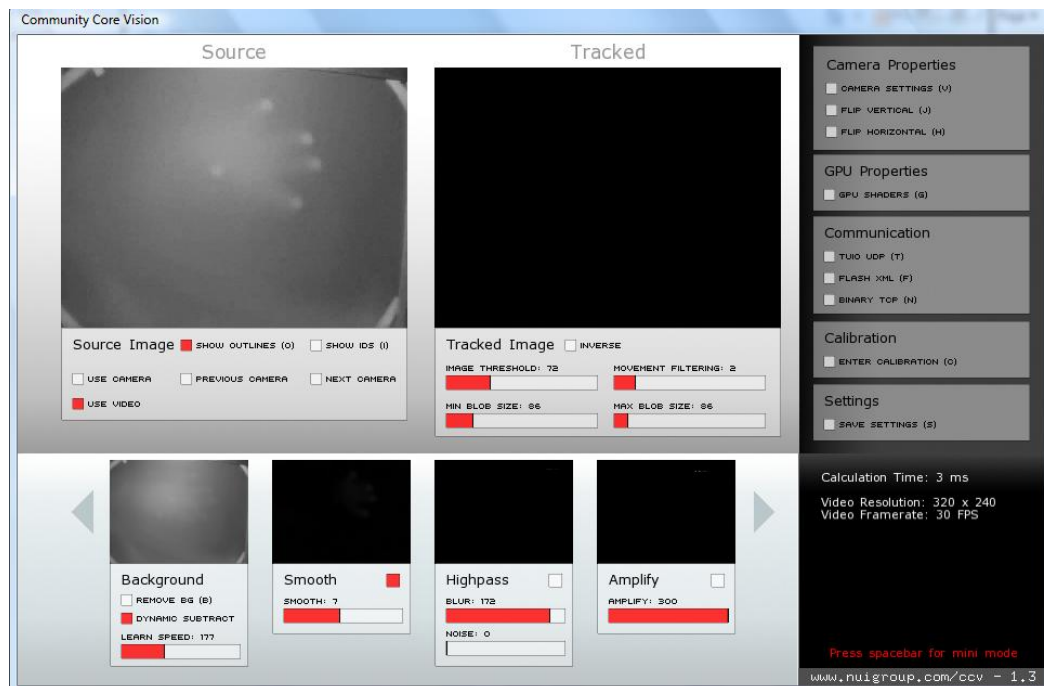 Community Core Vision
Source
Tracked
Source Image
SHOW OUTLINES (O)
SHOW IDS (I)
USE CAMERA
PREVIOUS CAMERA
NEXT CAMERA
USE VIDEO
Tracked Image
INVERSE
IMAGE THRESHOLD: 72
MOVEMENT FILTERING: 2
MIN BLOB SIZE: 86
MAX BLOB SIZE: 86
Camera Properties
CAMERA SETTINGS (V)
FLIP VERTICAL (J)
FLIP HORIZONTAL (H)
GPU Properties
GPU SHADERS (G)
Communication
TUIO UDP (T)
FLASH XML (F)
BINARY TCP (N)
Calibration
ENTER CALIBRATION (C)
Settings
SAVE SETTINGS (S)
Background
REMOVE BG (B)
DYNAMIC SUBTRACT
LEARN SPEED: 177
Smooth
SMOOTH: 7
Highpass
BLUR: 172
NOISE: 0
Amplify
AMPLIFY: 300
Calculation Time: 3 ms
Video Resolution: 320 x 240
Video Framerate: 30 FPS
Press spacebar for mini mode
www.nuigroup.com/ccv - 1.3